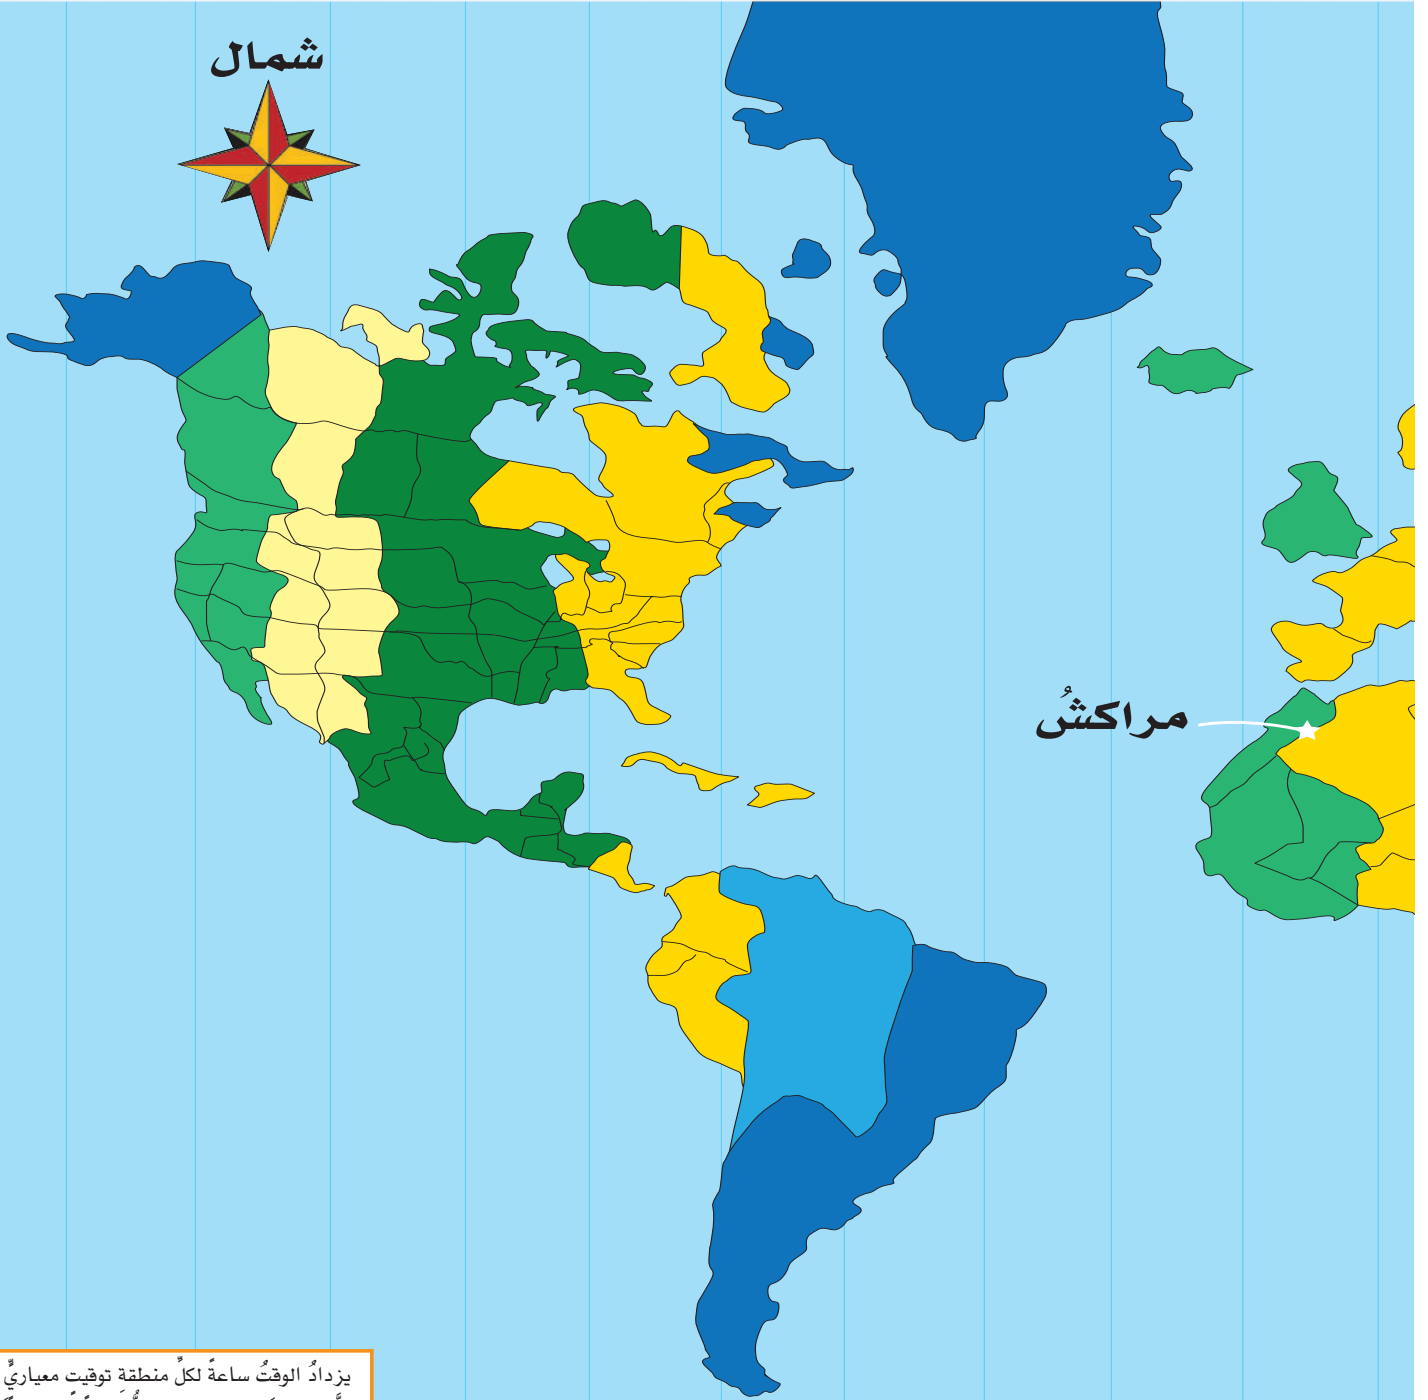 شمال
مراكشُ
يزدادُ الوقتُ ساعةً لكلِّ منطقةِ توقيتٍ معياريٍّ